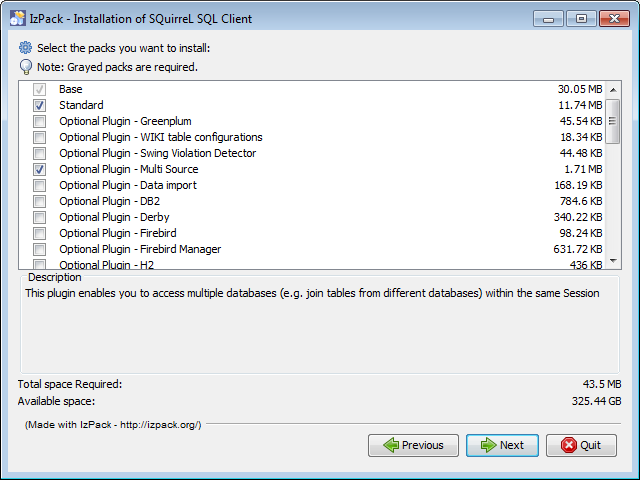 IzPack - Installation of SQuirreL SQL Client
Select the packs you want to install:
Note: Grayed packs are required.
Base 30.05 MB
Standard 11.74 MB
Optional Plugin - Greenplum 45.54 KB
Optional Plugin - WIKI table configurations 18.34 KB
Optional Plugin - Swing Violation Detector 44.48 KB
Optional Plugin - Multi Source 1.71 MB
Optional Plugin - Data import 168.19 KB
Optional Plugin - DB2 784.6 KB
Optional Plugin - Derby 340.22 KB
Optional Plugin - Firebird 98.24 KB
Optional Plugin - Firebird Manager 631.72 KB
Optional Plugin - H2 436 KB
Description
This plugin enables you to access multiple databases (e.g. join tables from different databases) within the same Session
Total space Required: 43.5 MB
Available space: 325.44 GB
(Made with IzPack - http://izpack.org/)
Previous Next Quit